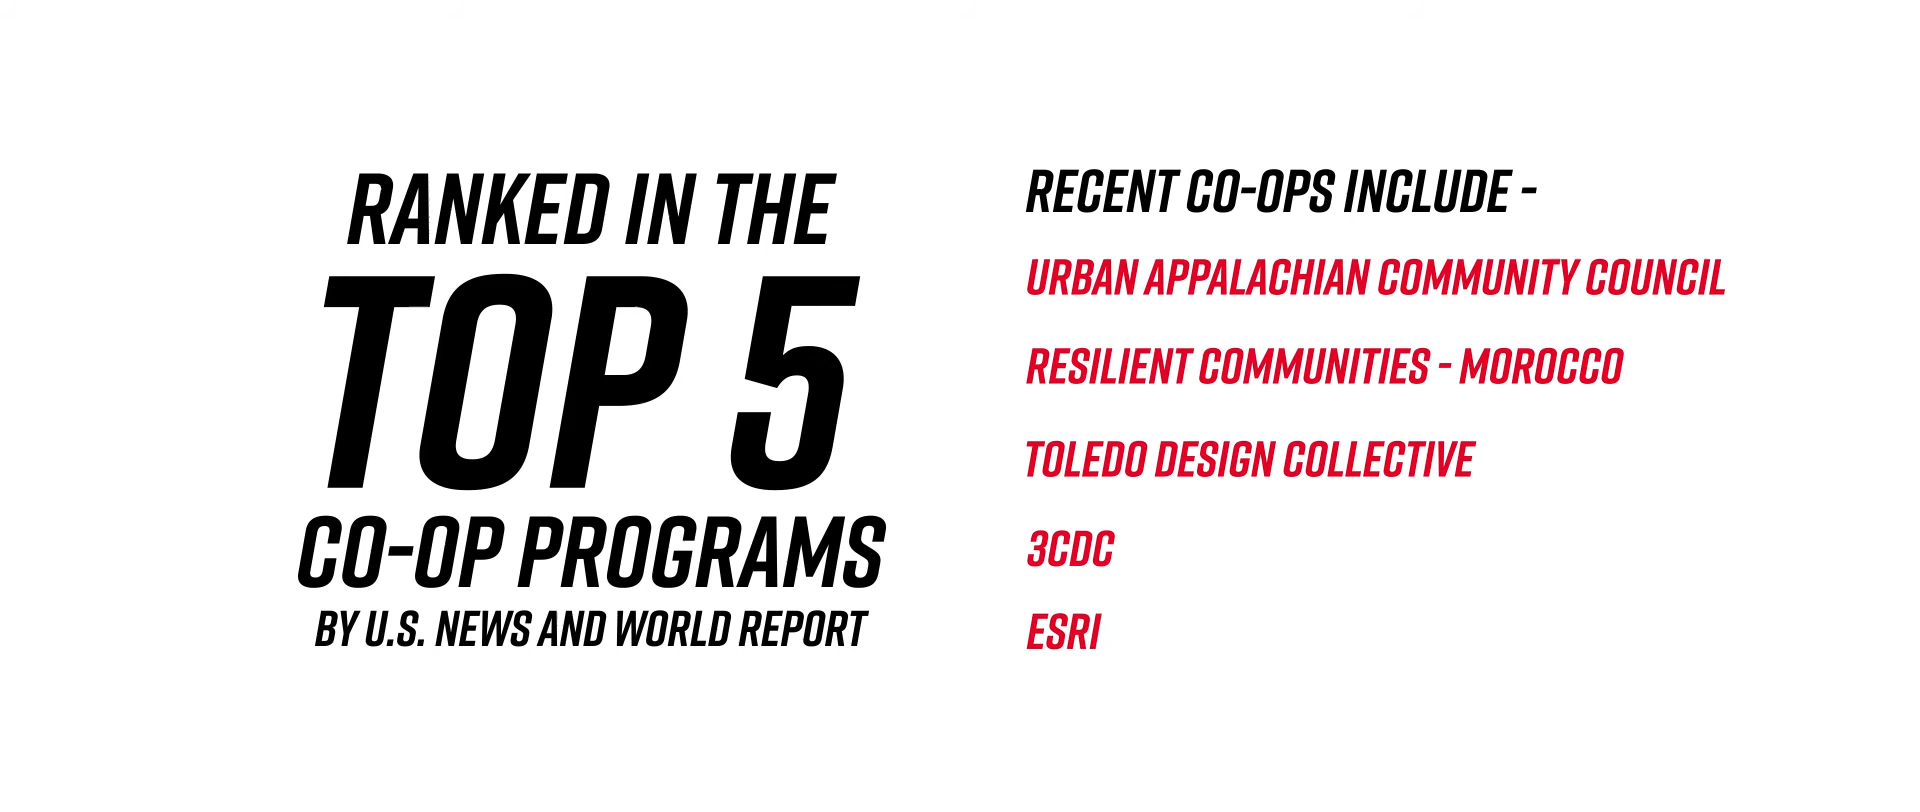 RANKED IN THE
TOP 5
CO-OP PROGRAMS
BY U.S. NEWS AND WORLD REPORT
RECENT CO-OPS INCLUDE -
URBAN APPALACHIAN COMMUNITY COUNCIL
RESILIENT COMMUNITIES - MOROCCO
TOLEDO DESIGN COLLECTIVE
3CDC
ESRI